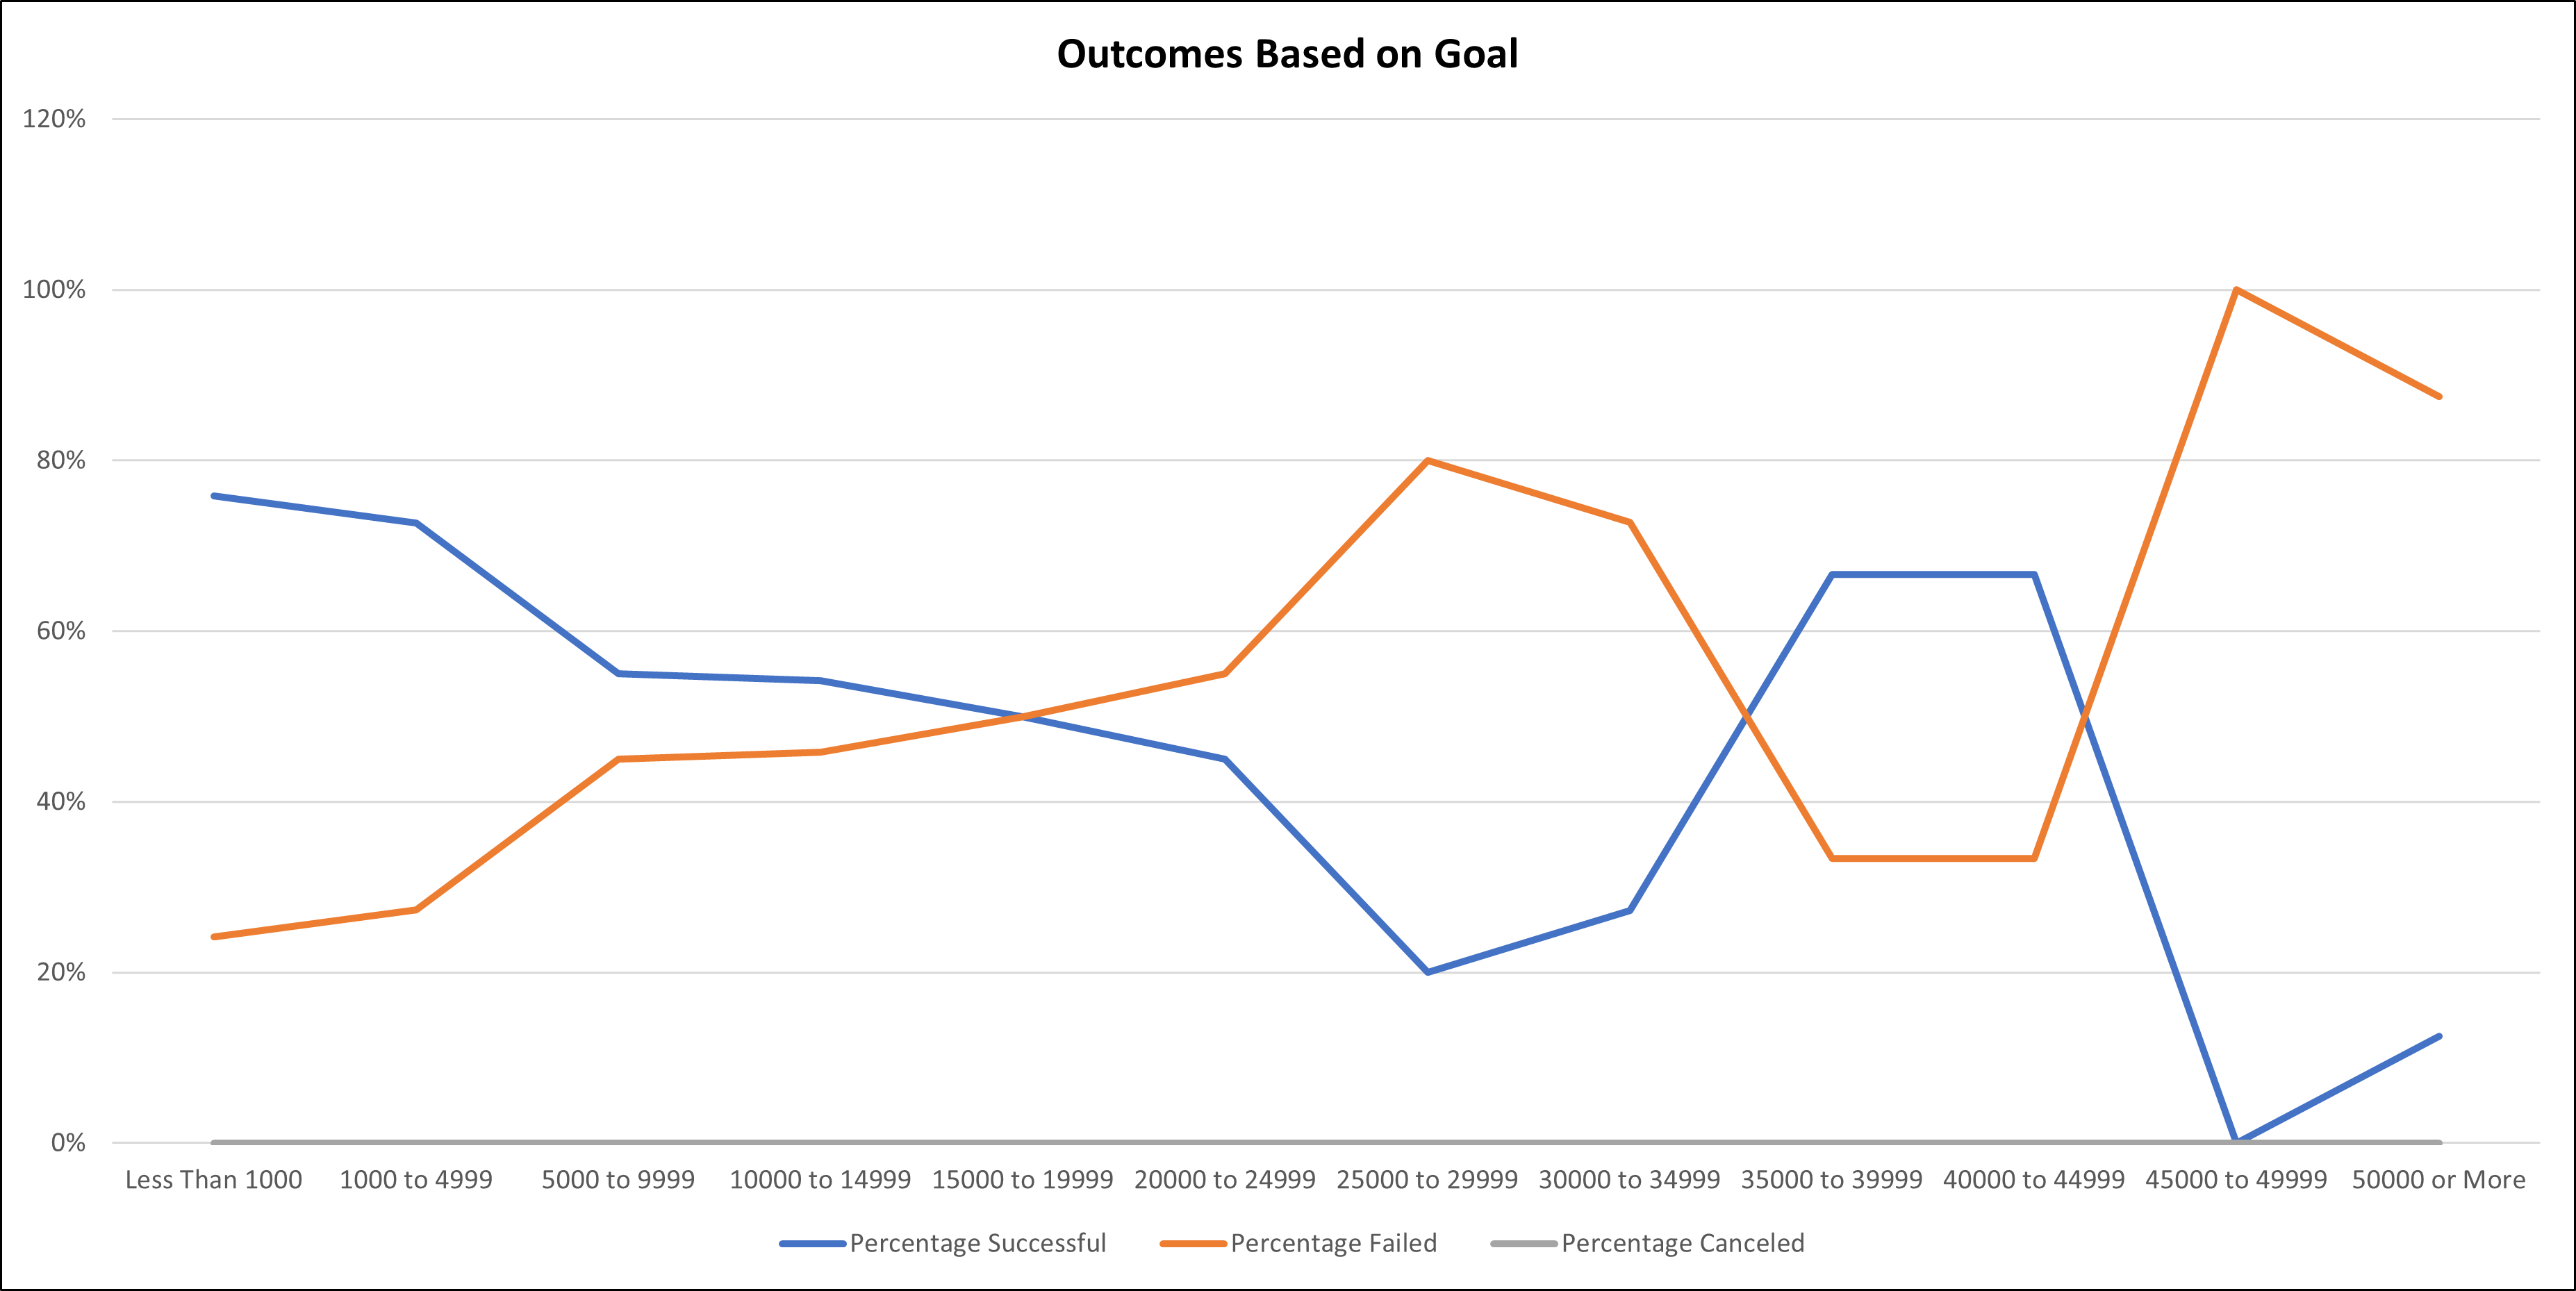 Outcomes Based on Goal
120%
100%
80%
60%
40%
20%
0%
Less Than 1000 1000 to 4999 5000 to 9999 10000 to 14999 15000 to 19999 20000 to 24999 25000 to 29999 30000 to 34999 35000 to 39999 40000 to 44999 45000 to 49999 50000 or More
Percentage Successful Percentage Failed Percentage Canceled